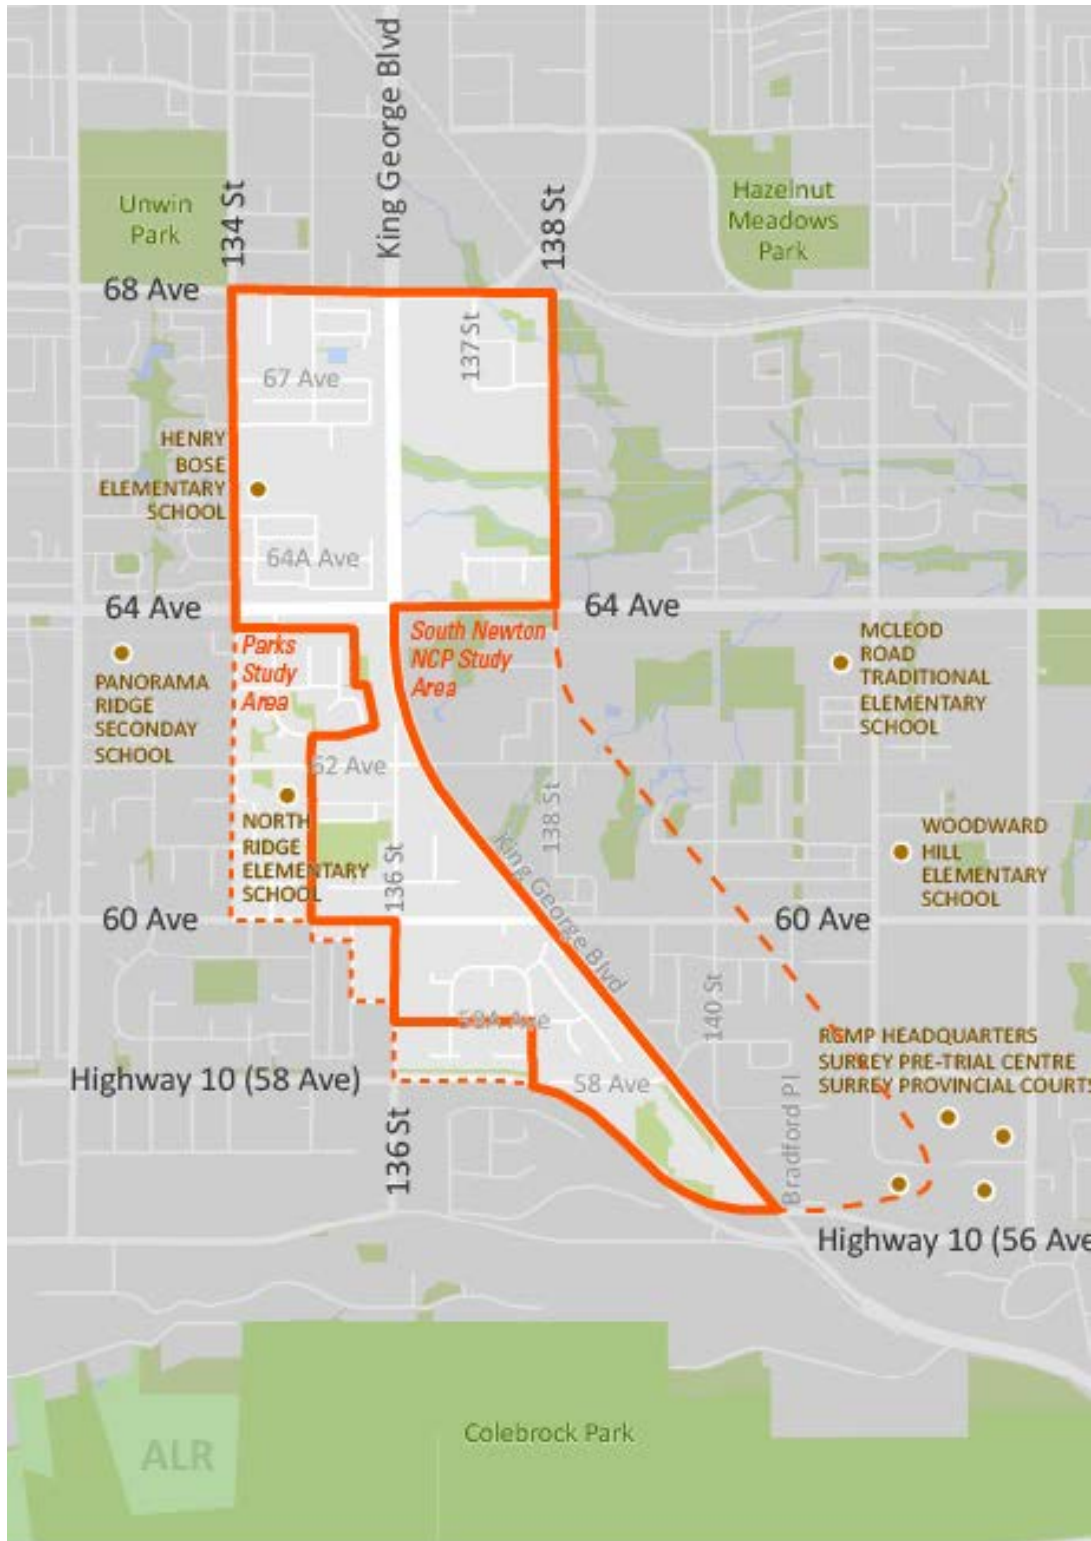 King George Blvd
134 St
138 St
Unwin
Park
Hazelnut
Meadows
Park
68 Ave
137 St
67 Ave
HENRY
BOSE
ELEMENTARY
SCHOOL
64A Ave
64 Ave
64 Ave
Parks
Study
Area
South Newton
NCP Study
Area
PANORAMA
RIDGE
SECONDAY
SCHOOL
MCLEOD
ROAD
TRADITIONAL
ELEMENTARY
SCHOOL
62 Ave
138 St
NORTH
RIDGE
ELEMENTARY
SCHOOL
136 St
King George Blvd
WOODWARD
HILL
ELEMENTARY
SCHOOL
60 Ave
60 Ave
140 St
58A Ave
RCMP HEADQUARTERS
SURREY PRE-TRIAL CENTRE
SURREY PROVINCIAL COURTS
Highway 10 (58 Ave)
58 Ave
136 St
Bradford Pl
Highway 10 (56 Ave
Colebrock Park
ALR